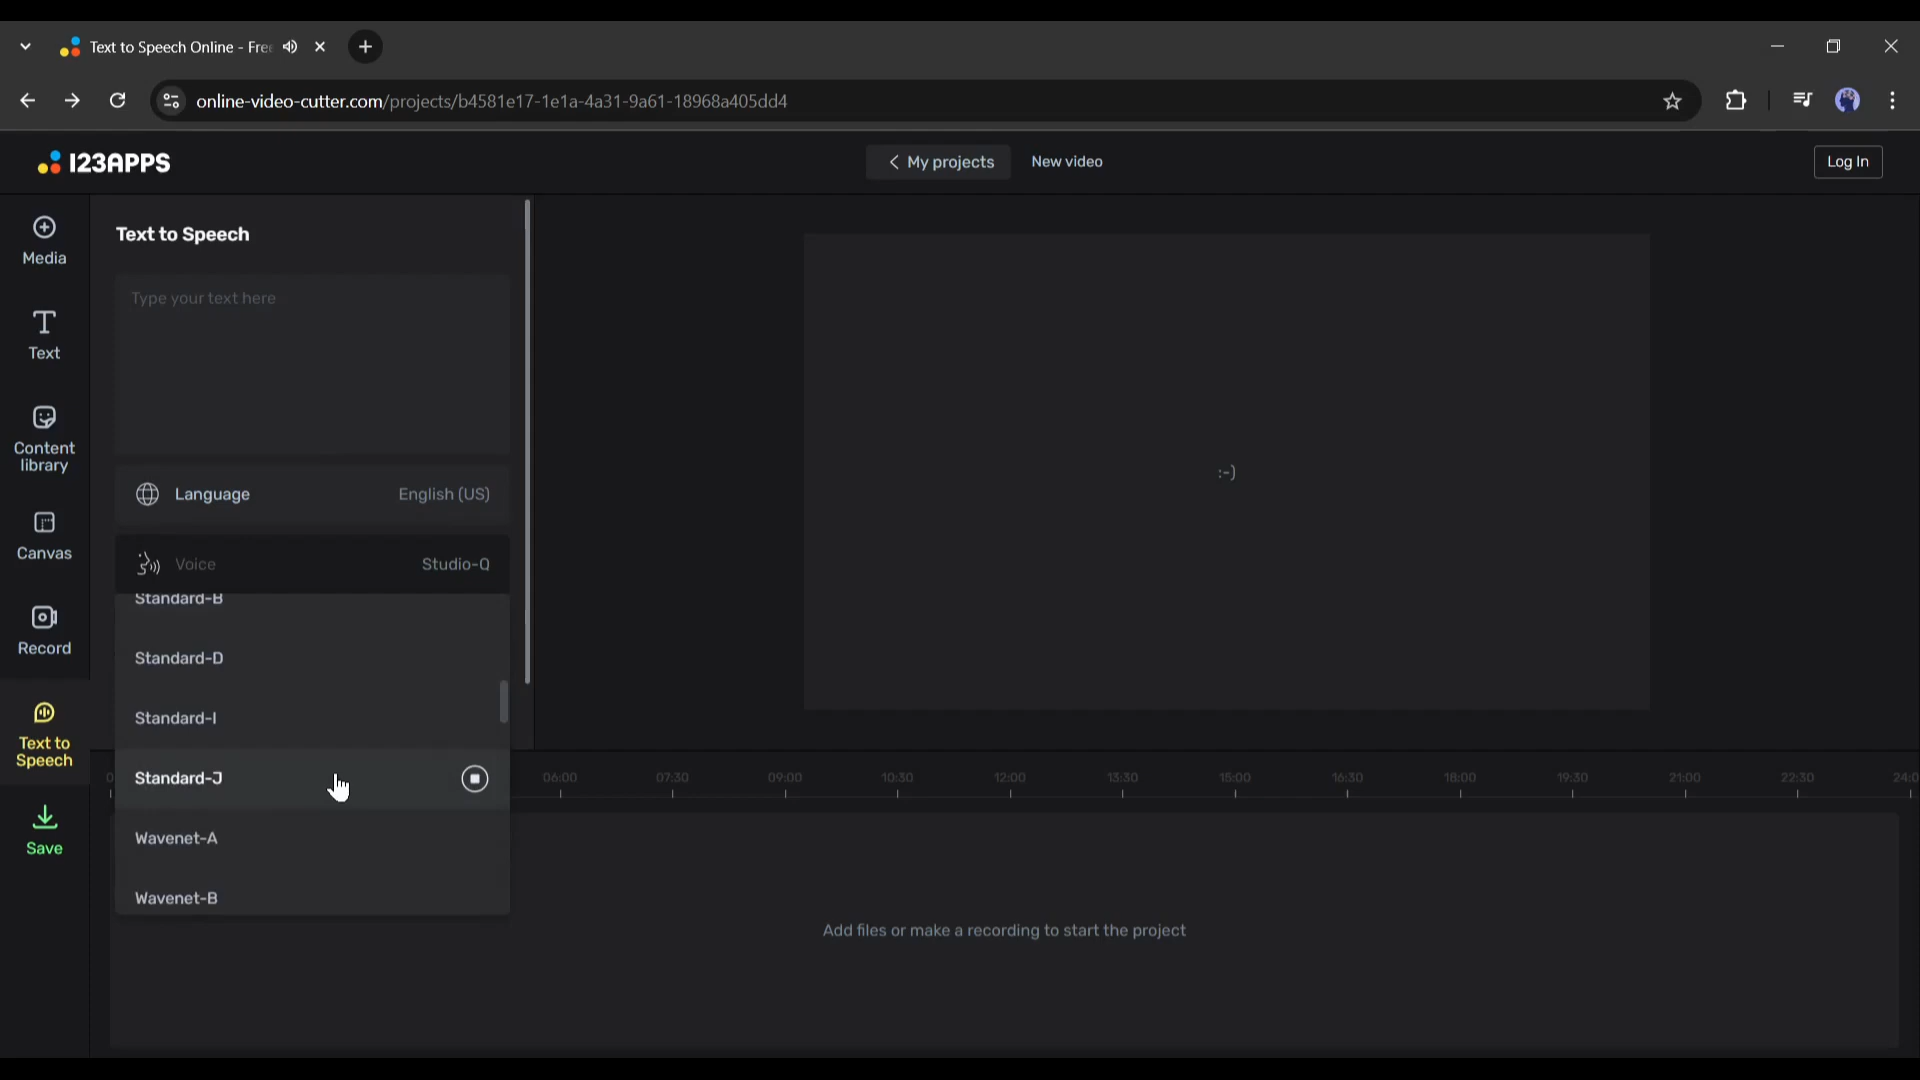 Text to Speech Online - Free
online-video-cutter.com/projects/b4581e17-1e1a-4a31-9a61-18968a405dd4
123APPS
My projects
New video
Log In
Media
Text
Content
library
Canvas
Record
Text to
Speech
Save
Text to Speech
Type your text here
Language
English (US)
Voice
Studio-Q
Standard-B
Standard-D
Standard-I
Standard-J
Wavenet-A
Wavenet-B
:-)
06:00 07:30 09:00 10:30 12:00 13:30 15:00 16:30 18:00 19:30 21:00 22:30 24:0
Add files or make a recording to start the project